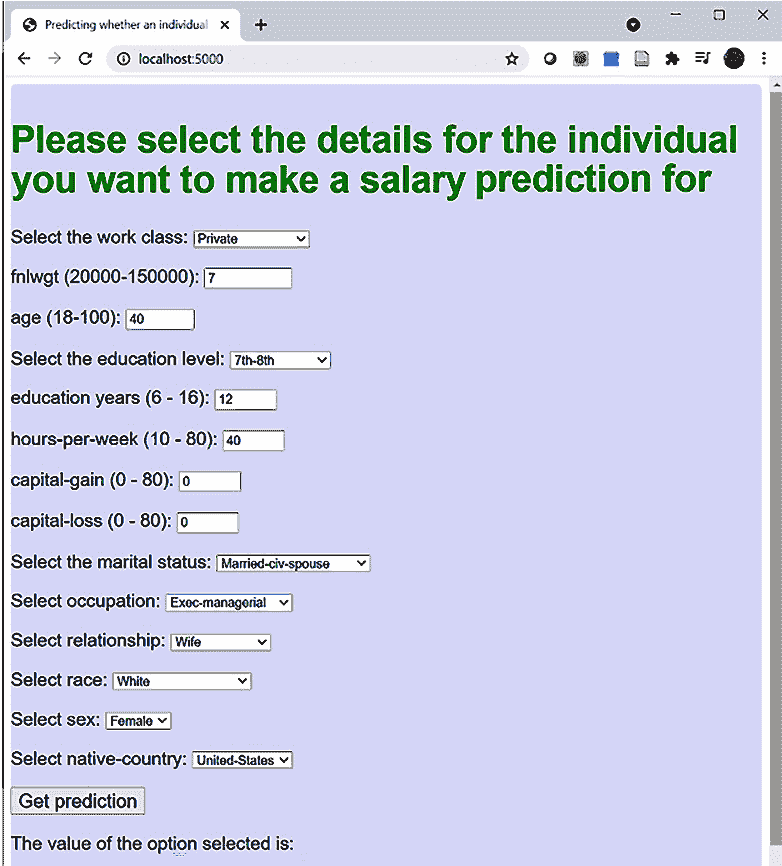 Predicting whether an individual
localhost:5000
Please select the details for the individual
you want to make a salary prediction for
Select the work class: Private
fnlwgt (20000-150000): 7
age (18-100): 40
Select the education level: 7th-8th
education years (6 - 16): 12
hours-per-week (10 - 80): 40
capital-gain (0 - 80): 0
capital-loss (0 - 80): 0
Select the marital status: Married-civ-spouse
Select occupation: Exec-managerial
Select relationship: Wife
Select race: White
Select sex: Female
Select native-country: United-States
Get prediction
The value of the option selected is: